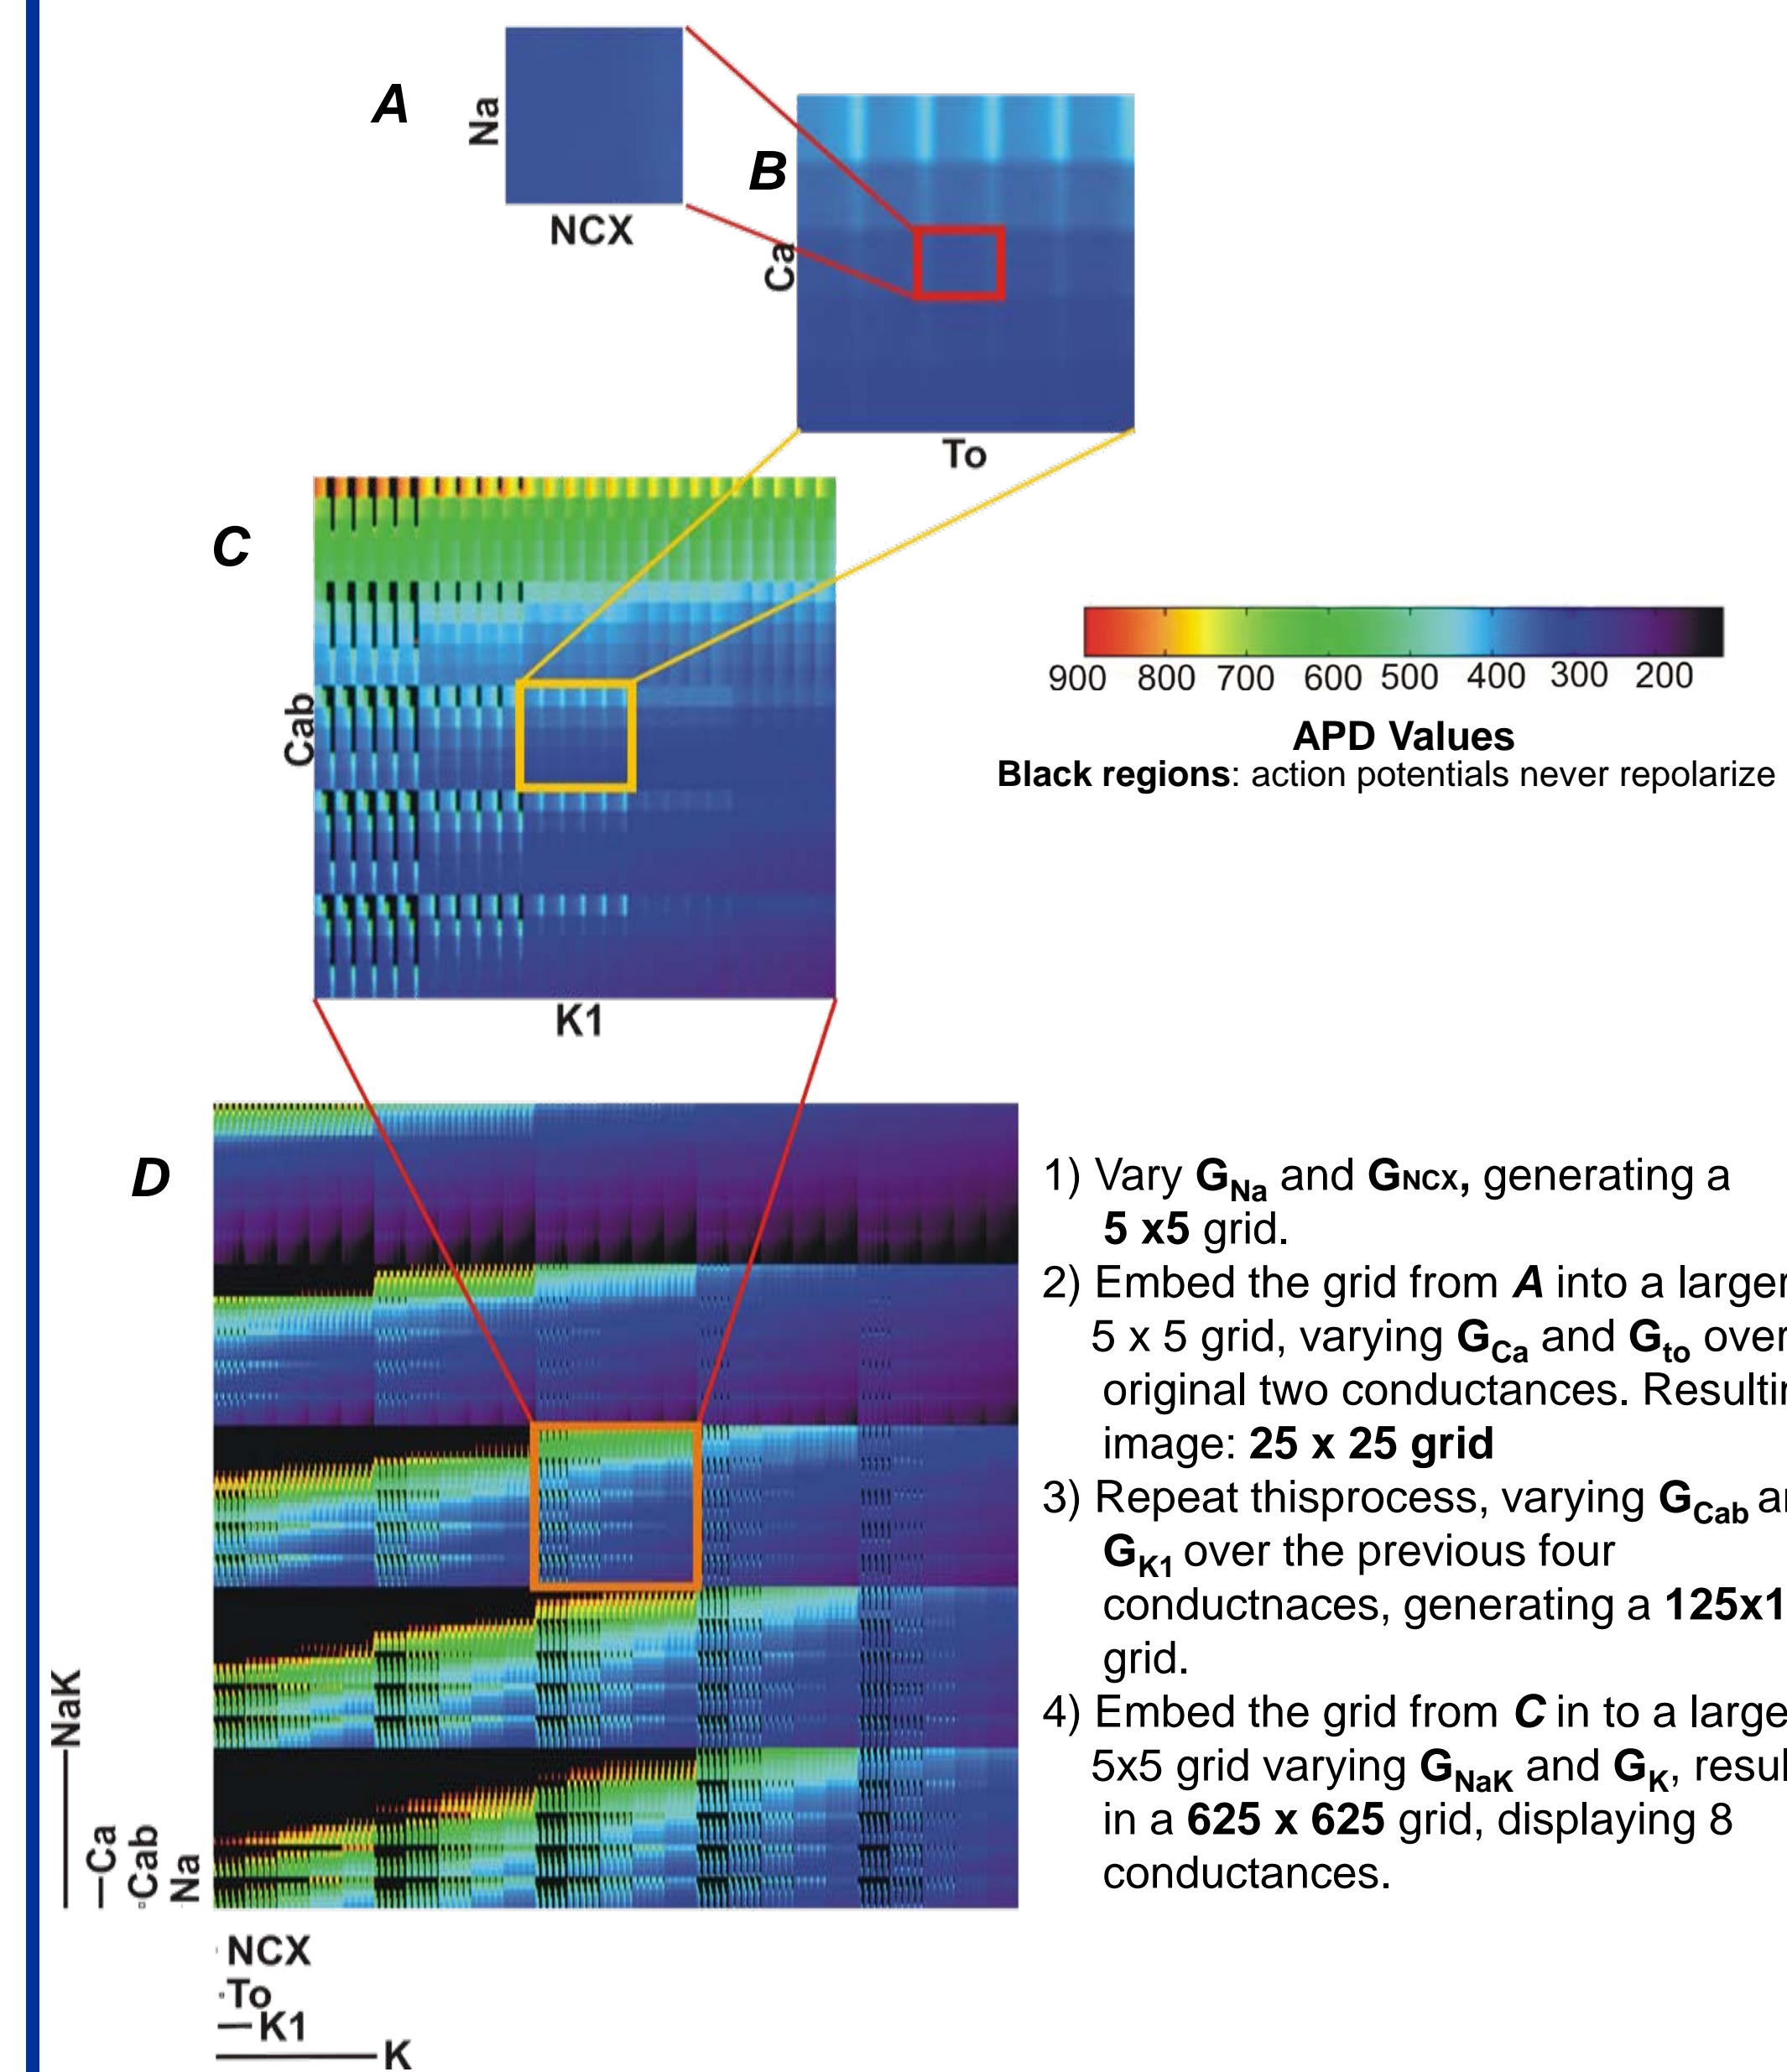 A
Na
NCX
B
Ca
To
C
Cab
K1
900 800 700 600 500 400 300 200
APD Values
Black regions: action potentials never repolarize
D
NaK
Ca
Cab
Na
NCX
To
K1
K
1) Vary GNa and GNCX, generating a
5 x5 grid.
2) Embed the grid from A into a larger
5 x 5 grid, varying GCa and Gto over
original two conductances. Resultin
image: 25 x 25 grid
3) Repeat thisprocess, varying GCab a
GK1 over the previous four
conductnaces, generating a 125x1
grid.
4) Embed the grid from C in to a large
5x5 grid varying GNaK and GK, resul
in a 625 x 625 grid, displaying 8
conductances.